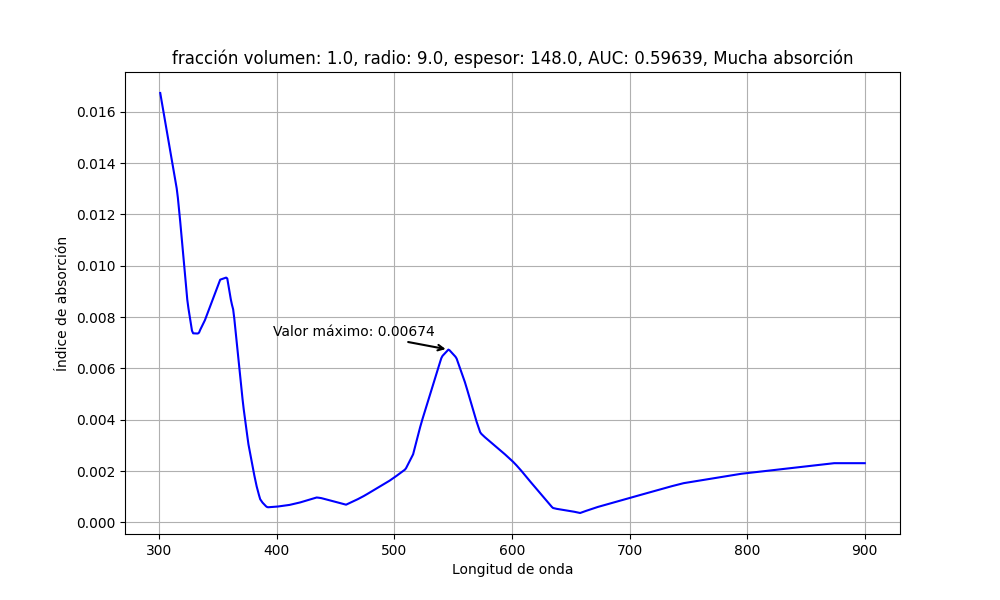 fracción volumen: 1.0, radio: 9.0, espesor: 148.0, AUC: 0.59639, Mucha absorción
0.016
0.014
0.012
0.010
0.008
0.006
0.004
0.002
0.000
Índice de absorción
Valor máximo: 0.00674
300 400 500 600 700 800 900
Longitud de onda